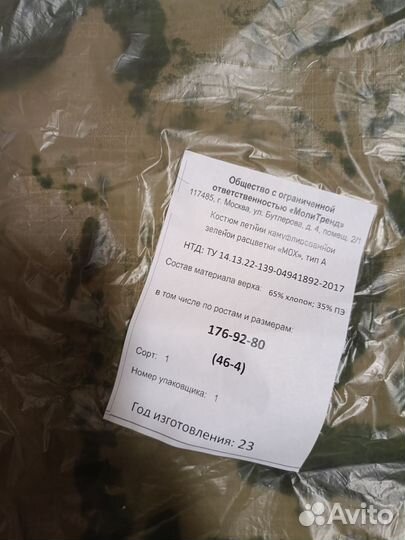 Общество с ограниченной
ответственностью «МолиТренд»
117485, г. Москва, ул. Бутлерова, д. 4, помещ. 2/1
Костюм летний камуфлированной
зеленой расцветки «МОХ», тип А
НТД: ТУ 14.13.22-139-04941892-2017
Состав материала верха: 65% хлопок; 35% ПЭ
в том числе по ростам и размерам:
176-92-80
(46-4)
Сорт: 1
Номер упаковщика: 1
Год изготовления: 23
Avito